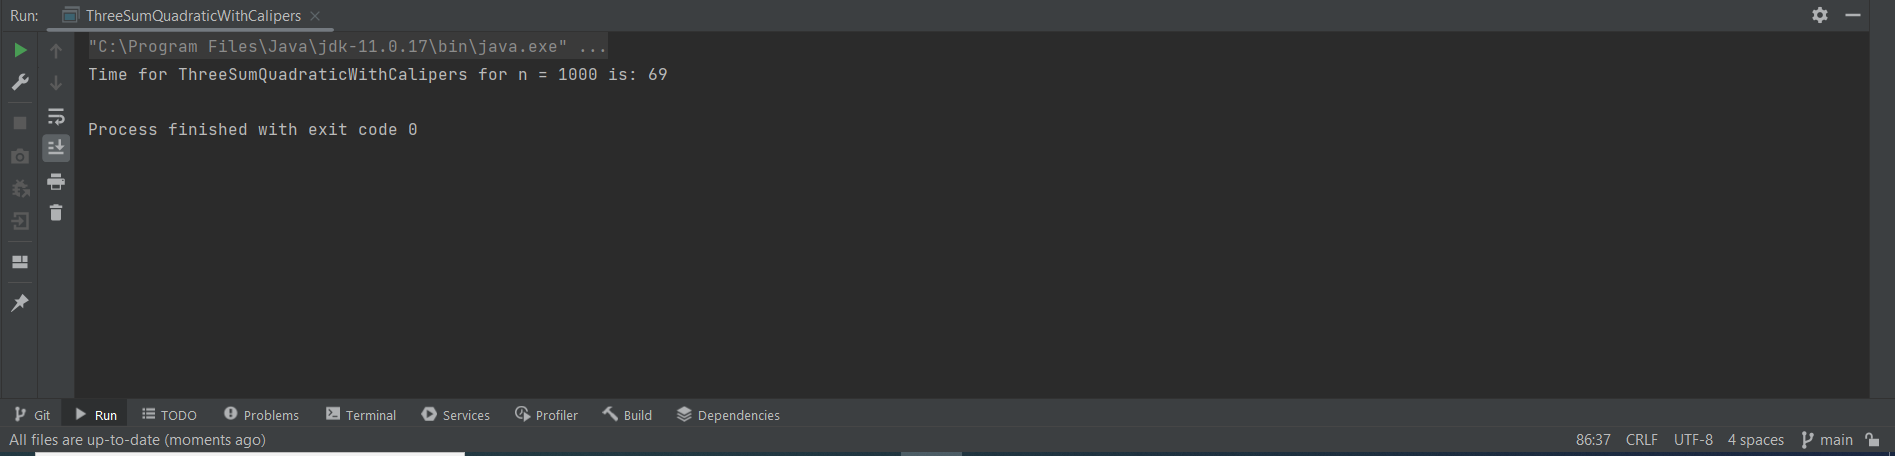 Run: ThreeSumQuadraticWithCalipers
"C:\Program Files\Java\jdk-11.0.17\bin\java.exe" ...
Time for ThreeSumQuadraticWithCalipers for n = 1000 is: 69
Process finished with exit code 0
Git Run TODO Problems Terminal Services Profiler Build Dependencies
All files are up-to-date (moments ago) 86:37 CRLF UTF-8 4 spaces main